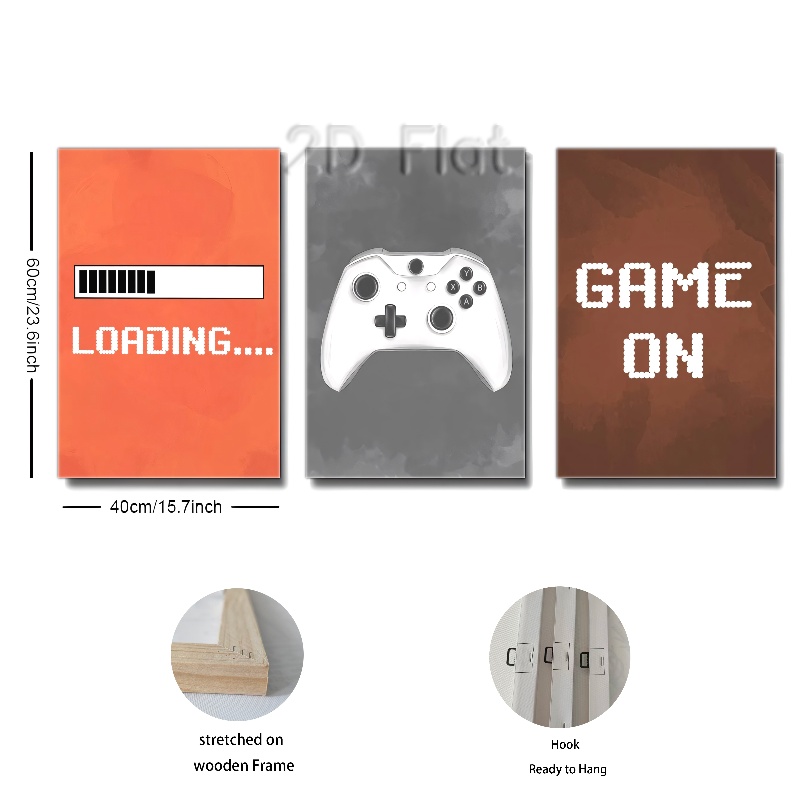 2D Flat
60cm/23.6inch
LOADING....
Y
X
B
A
GAME
ON
40cm/15.7inch
stretched on
wooden Frame
Hook
Ready to Hang